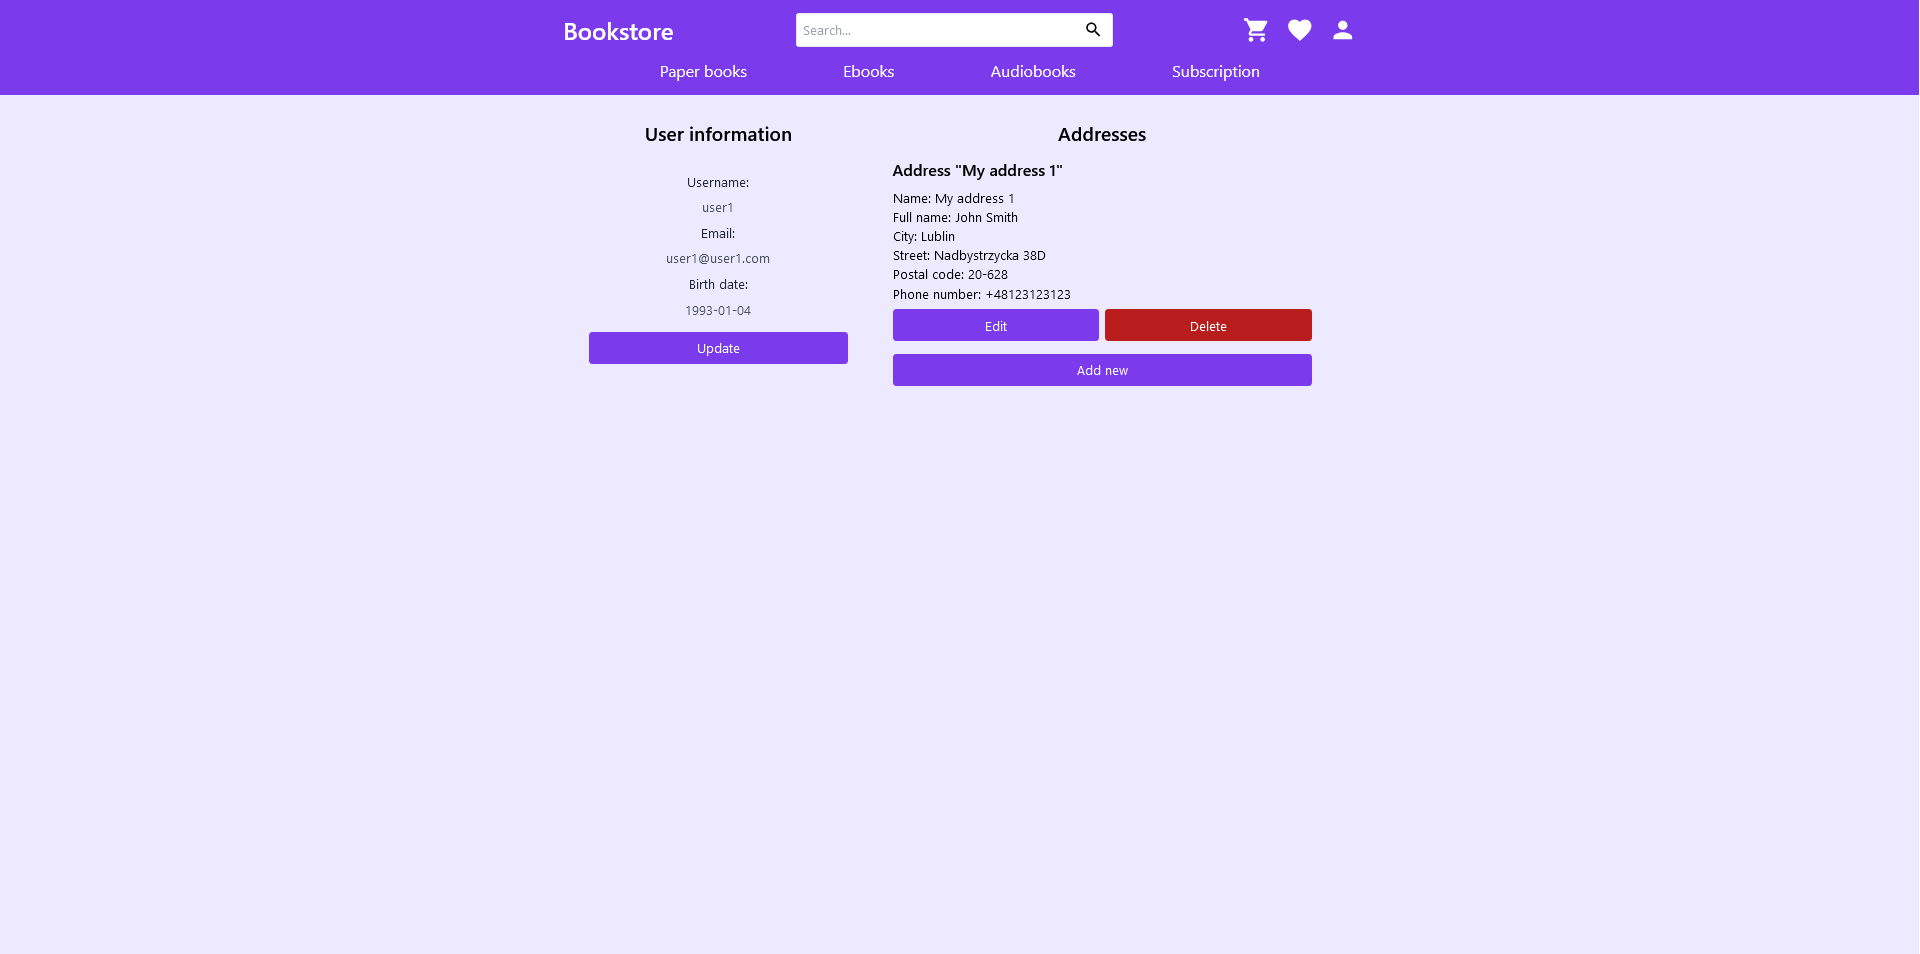 Bookstore
Search...
Paper books
Ebooks
Audiobooks
Subscription
User information
Username:
user1
Email:
user1@user1.com
Birth date:
1993-01-04
Update
Addresses
Address "My address 1"
Name: My address 1
Full name: John Smith
City: Lublin
Street: Nadbystrzycka 38D
Postal code: 20-628
Phone number: +48123123123
Edit
Delete
Add new